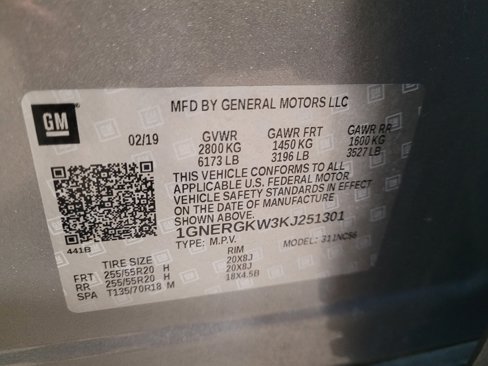 GM
MFD BY GENERAL MOTORS LLC
02/19 GVWR GAWR FRT GAWR RR
2800 KG 1450 KG 1600 KG
6173 LB 3196 LB 3527 LB
THIS VEHICLE CONFORMS TO ALL
APPLICABLE U.S. FEDERAL MOTOR
VEHICLE SAFETY STANDARDS IN EFFECT
ON THE DATE OF MANUFACTURE
SHOWN ABOVE.
1GNERGKW3KJ251301
441B TYPE: M.P.V. MODEL: 311NC56
TIRE SIZE RIM
FRT 255/55R20 H 20X8J
RR 255/55R20 H 20X8J
SPA T135/70R18 M 18X4.5B